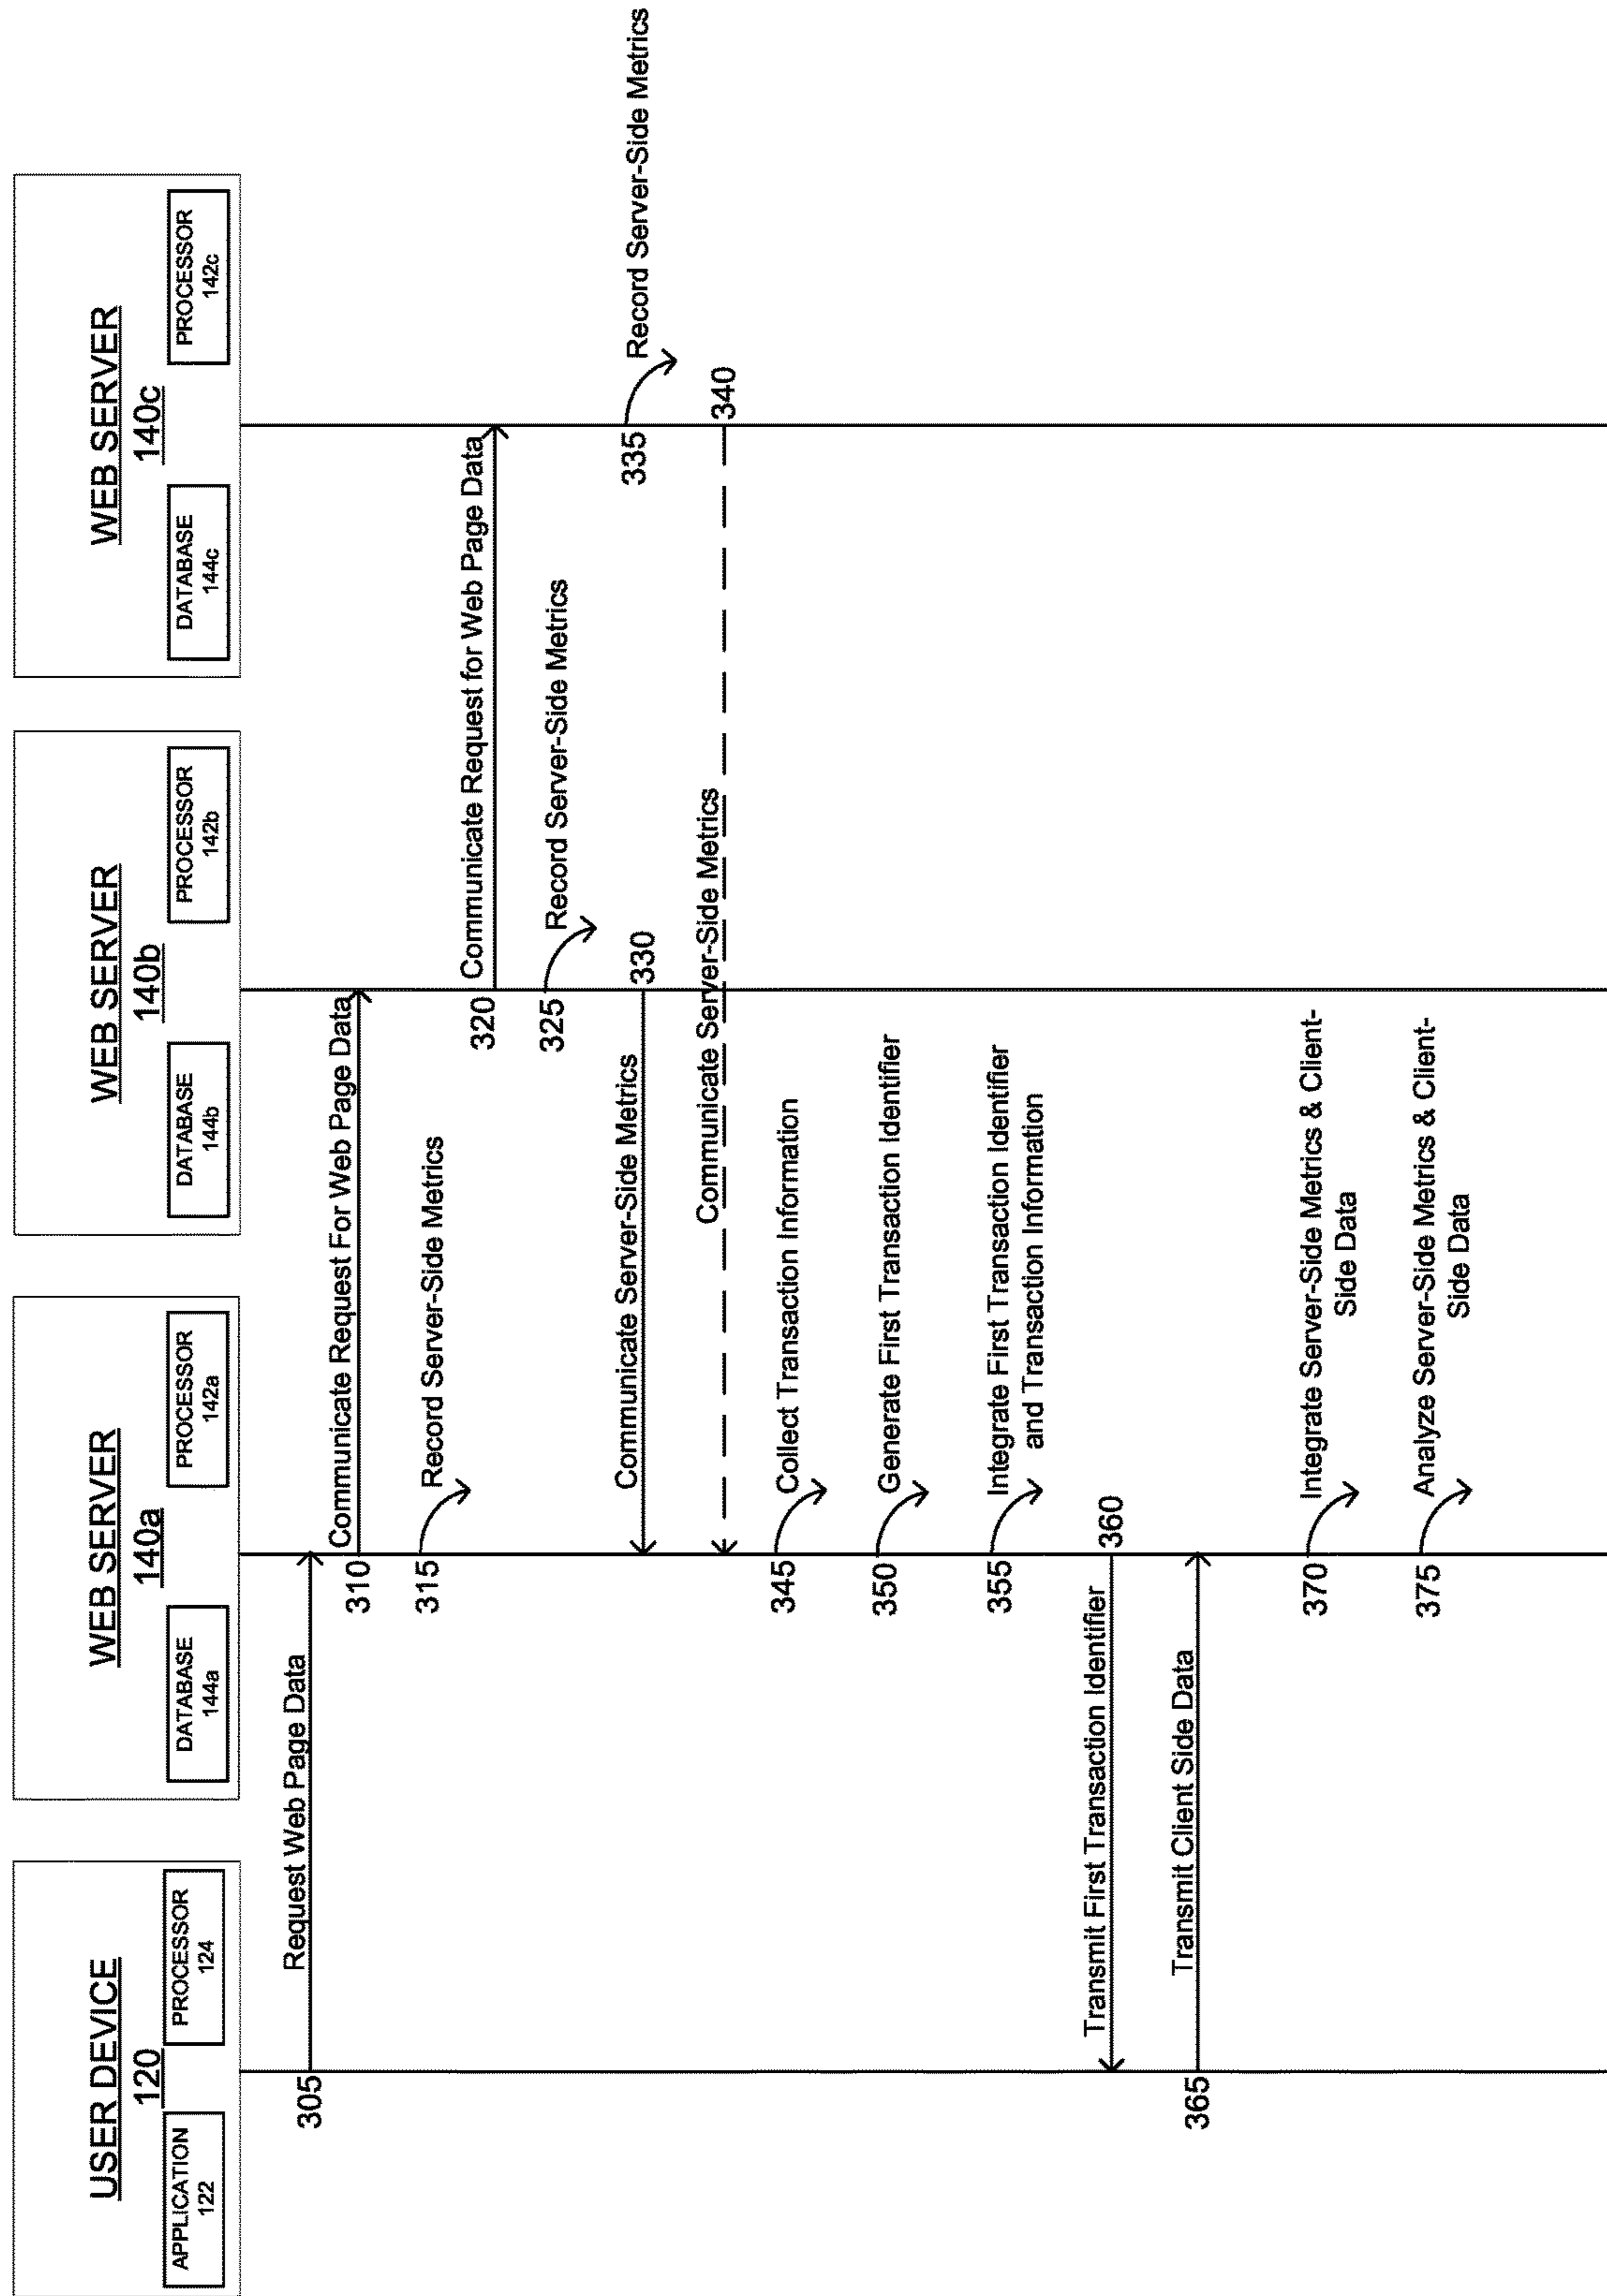 USER DEVICE
120
APPLICATION
122
PROCESSOR
124
WEB SERVER
140a
DATABASE
144a
PROCESSOR
142a
WEB SERVER
140b
DATABASE
144b
PROCESSOR
142b
WEB SERVER
140c
DATABASE
144c
PROCESSOR
142c
305
Request Web Page Data
310
Communicate Request For Web Page Data
315
Record Server-Side Metrics
320
Communicate Request for Web Page Data
325
Record Server-Side Metrics
330
Communicate Server-Side Metrics
335
Record Server-Side Metrics
340
Communicate Server-Side Metrics
345
Collect Transaction Information
350
Generate First Transaction Identifier
355
Integrate First Transaction Identifier
and Transaction Information
360
Transmit First Transaction Identifier
365
Transmit Client Side Data
370
Integrate Server-Side Metrics & Client-
Side Data
375
Analyze Server-Side Metrics & Client-
Side Data